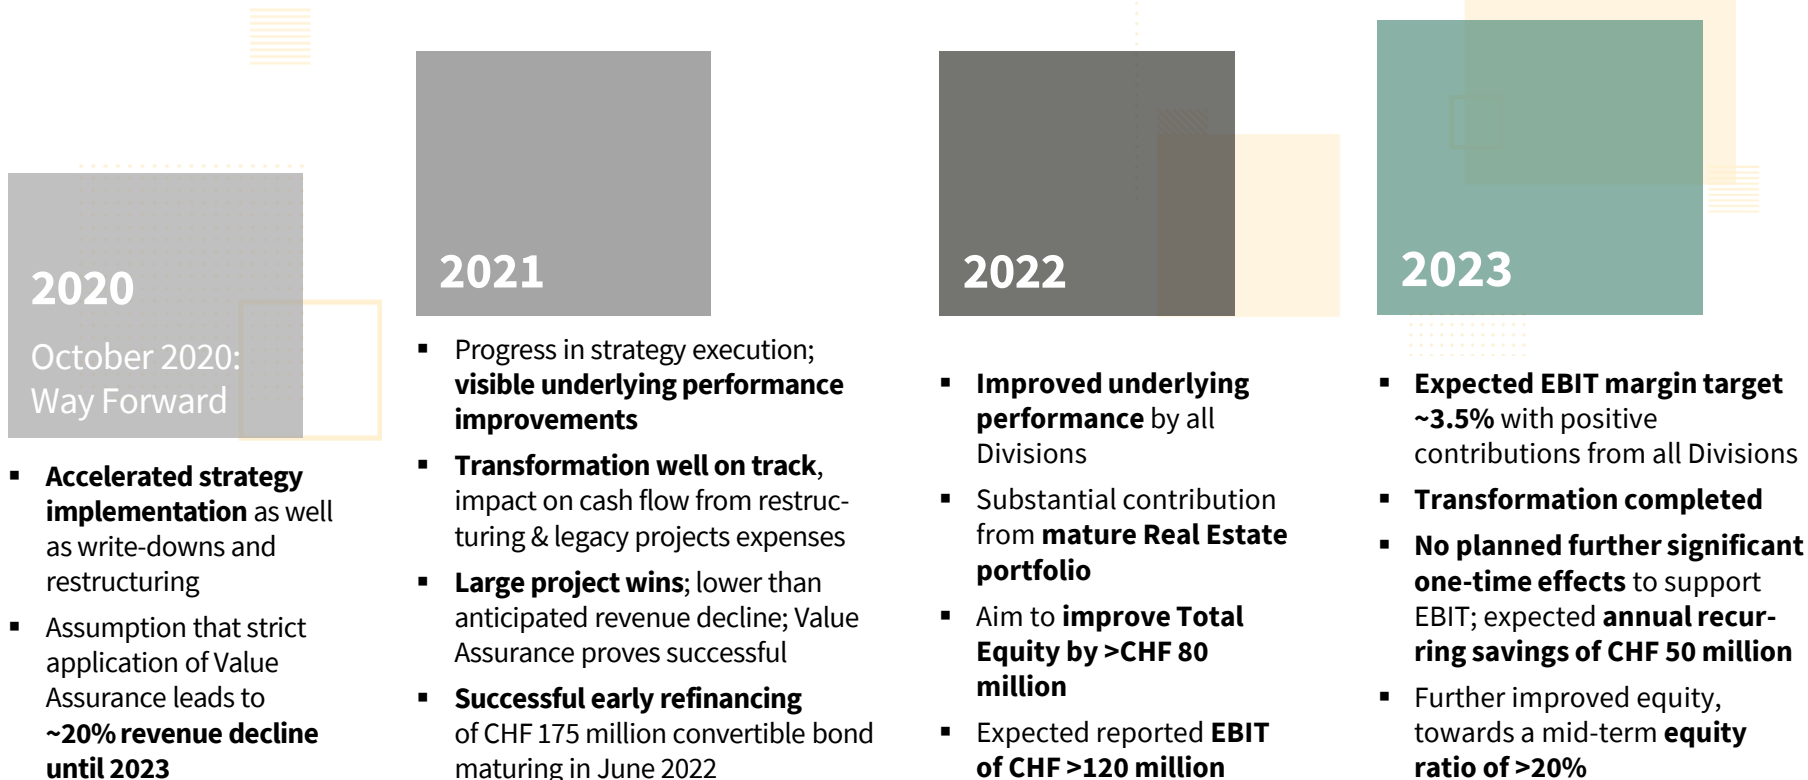 2020
October 2020:
Way Forward
▪ Accelerated strategy
implementation as well
as write-downs and
restructuring
▪ Assumption that strict
application of Value
Assurance leads to
~20% revenue decline
until 2023
2021
▪ Progress in strategy execution;
visible underlying performance
improvements
▪ Transformation well on track,
impact on cash flow from restruc-
turing & legacy projects expenses
▪ Large project wins; lower than
anticipated revenue decline; Value
Assurance proves successful
▪ Successful early refinancing
of CHF 175 million convertible bond
maturing in June 2022
2022
▪ Improved underlying
performance by all
Divisions
▪ Substantial contribution
from mature Real Estate
portfolio
▪ Aim to improve Total
Equity by >CHF 80
million
▪ Expected reported EBIT
of CHF >120 million
2023
▪ Expected EBIT margin target
~3.5% with positive
contributions from all Divisions
▪ Transformation completed
▪ No planned further significant
one-time effects to support
EBIT; expected annual recur-
ring savings of CHF 50 million
▪ Further improved equity,
towards a mid-term equity
ratio of >20%